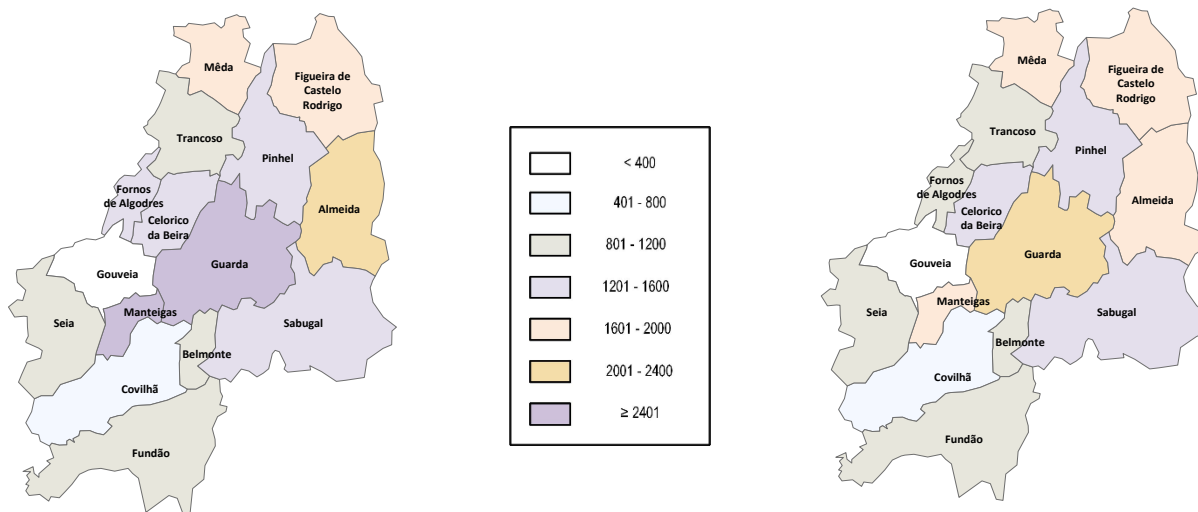 Mêda
Figueira de
Castelo
Rodrigo
Trancoso
Pinhel
Fornos
de Algodres
Celorico
da Beira
Almeida
Gouveia
Guarda
Manteigas
Seia
Sabugal
Belmonte
Covilhã
Fundão
< 400
401 - 800
801 - 1200
1201 - 1600
1601 - 2000
2001 - 2400
≥ 2401
Mêda
Figueira de
Castelo
Rodrigo
Trancoso
Pinhel
Fornos
de Algodres
Celorico
da Beira
Almeida
Gouveia
Guarda
Manteigas
Seia
Sabugal
Belmonte
Covilhã
Fundão